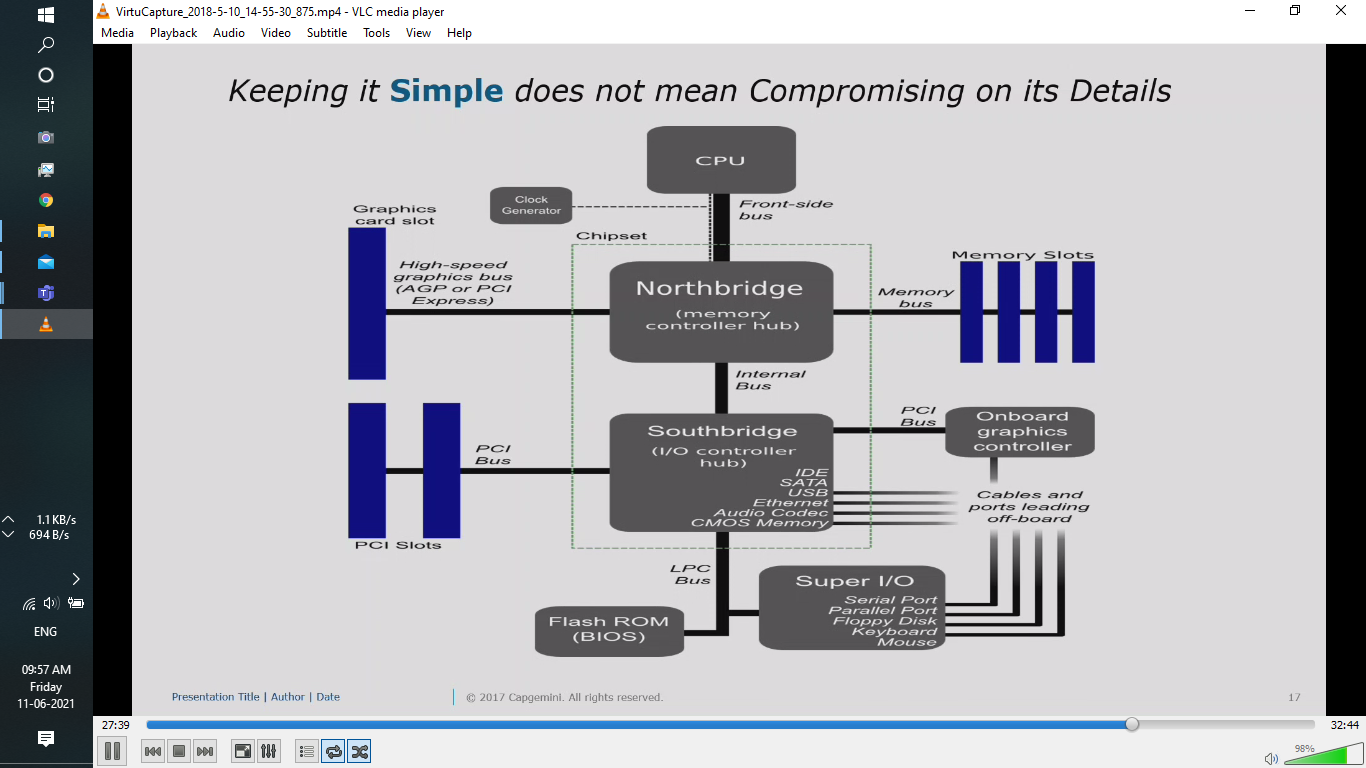 VirtuCapture_2018-5-10_14-55-30_875.mp4 - VLC media player
Media Playback Audio Video Subtitle Tools View Help
Keeping it Simple does not mean Compromising on its Details
CPU
Clock
Generator
Front-side
bus
Graphics
card slot
Chipset
High-speed
graphics bus
(AGP or PCI
Express)
Northbridge
(memory
controller hub)
Memory
bus
Memory Slots
Internal
Bus
PCI
Bus
Southbridge
(I/O controller
hub)
IDE
SATA
USB
Ethernet
Audio Codec
CMOS Memory
PCI
Bus
Onboard
graphics
controller
Cables and
ports leading
off-board
PCI Slots
LPC
Bus
Super I/O
Serial Port
Parallel Port
Floppy Disk
Keyboard
Mouse
Flash ROM
(BIOS)
Presentation Title | Author | Date
© 2017 Capgemini. All rights reserved.
17
1.1 KB/s
694 B/s
ENG
09:57 AM
Friday
11-06-2021
27:39
32:44
98%